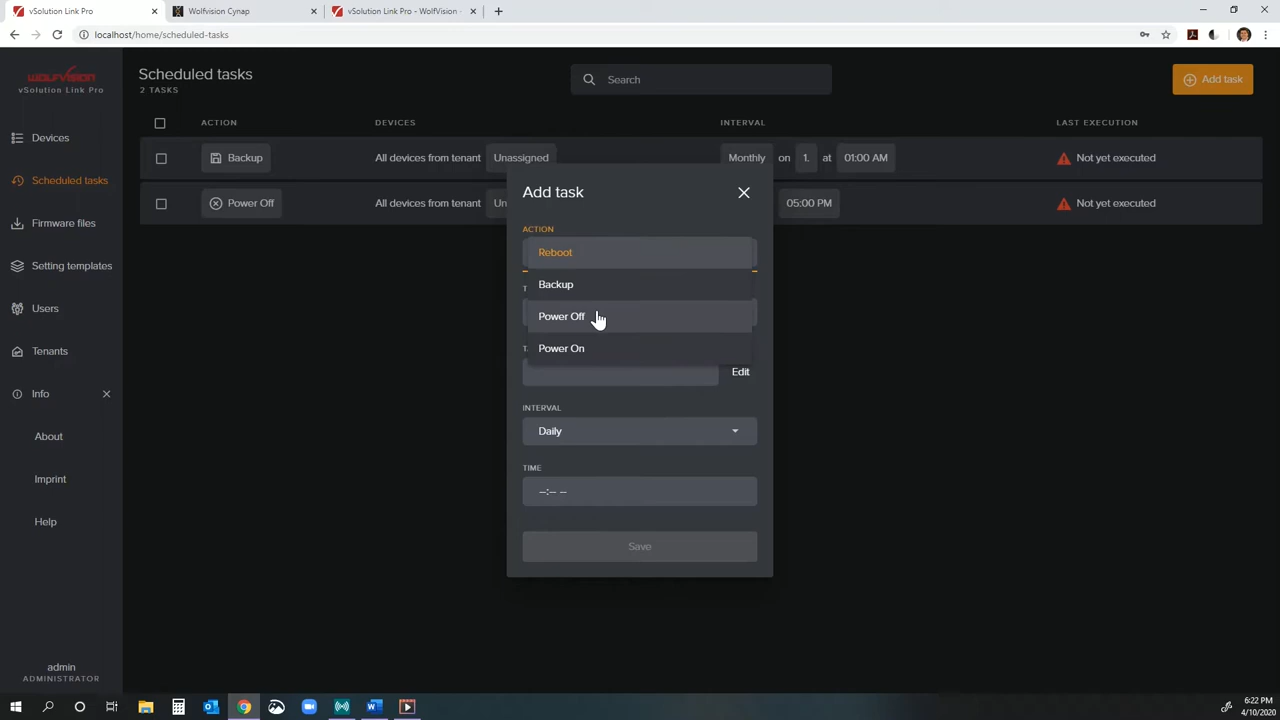 vSolution Link Pro
Wolfvision Cynap
vSolution Link Pro - WolfVision -
localhost/home/scheduled-tasks
WOLFVISION
vSolution Link Pro
Devices
Scheduled tasks
Firmware files
Setting templates
Users
Tenants
Info
About
Imprint
Help
admin
ADMINISTRATOR
Scheduled tasks
2 TASKS
Search
Add task
ACTION DEVICES INTERVAL LAST EXECUTION
Backup All devices from tenant Unassigned Monthly on 1. at 01:00 AM Not yet executed
Power Off All devices from tenant Un 05:00 PM Not yet executed
Add task
ACTION
Reboot
Backup
Power Off
Power On
Edit
INTERVAL
Daily
TIME
--:-- --
Save
6:22 PM
4/10/2020